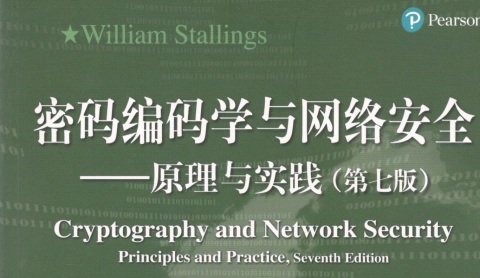 ★William Stallings
Pearson
密码编码学与网络安全
——原理与实践（第七版）
Cryptography and Network Security
Principles and Practice, Seventh Edition